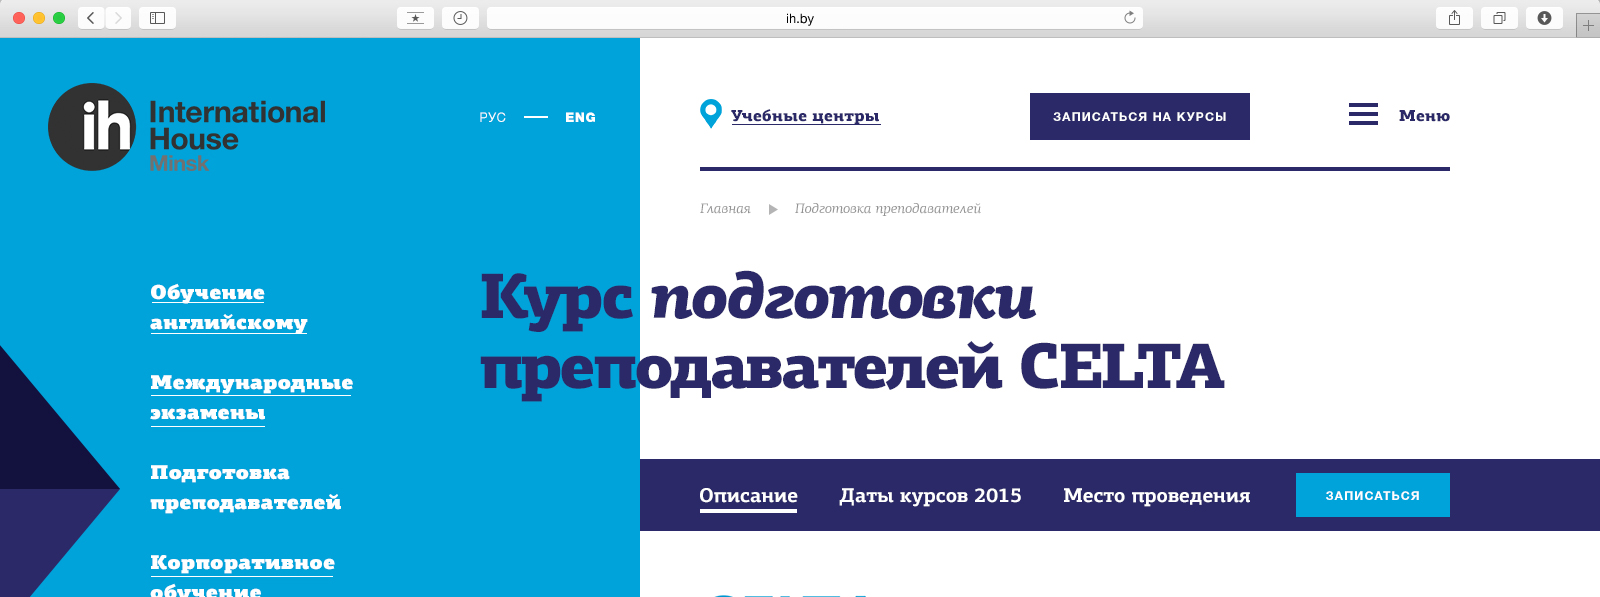 ih.by
ih International
House
Minsk
РУС — ENG
Учебные центры
ЗАПИСАТЬСЯ НА КУРСЫ
Меню
Главная
Подготовка преподавателей
Курс подготовки
преподавателей CELTA
Обучение
английскому
Международные
экзамены
Подготовка
преподавателей
Корпоративное
обучение
Описание
Даты курсов 2015
Место проведения
ЗАПИСАТЬСЯ